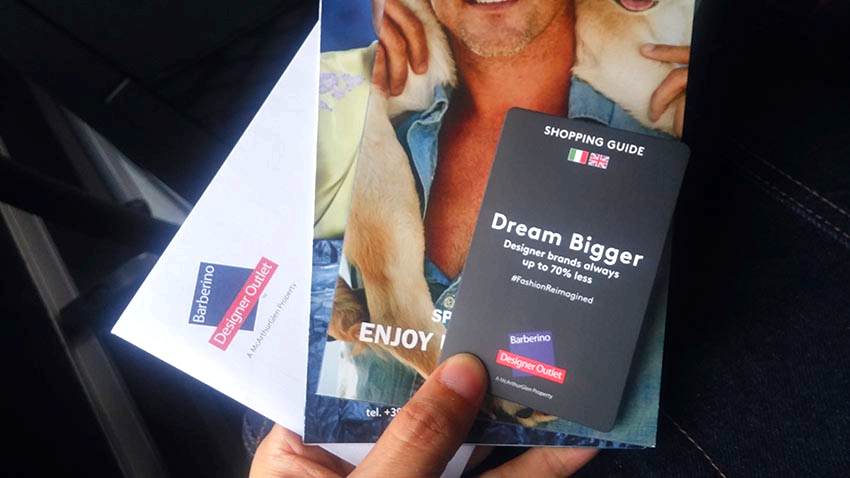 SHOPPING GUIDE
Dream Bigger
Designer brands always
up to 70% less
#FashionReimagined
Barberino
Designer Outlet
A McArthurGlen Property
Barberino
Designer Outlet
A McArthurGlen Property
SP
ENJOY
tel. +39